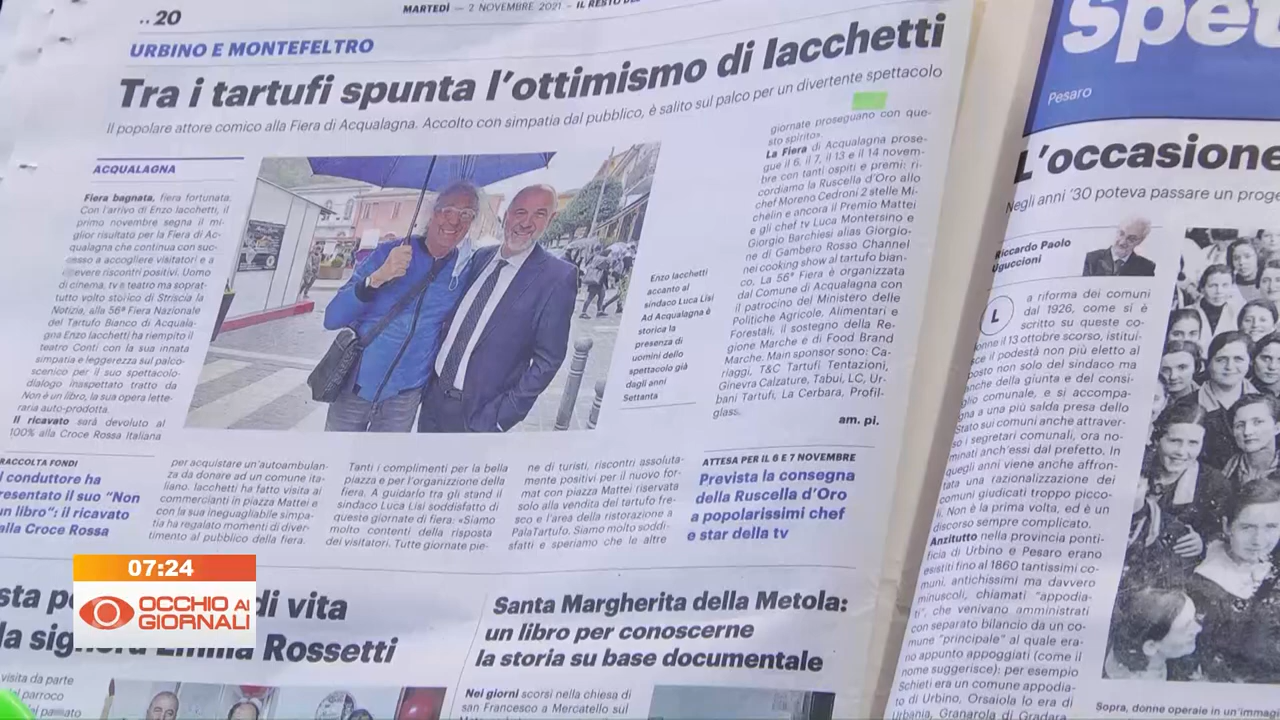 .. 20
MARTEDÌ — 2 NOVEMBRE 2021 – IL RESTO
URBINO E MONTEFELTRO
Tra i tartufi spunta l'ottimismo di Iacchetti
Il popolare attore comico alla Fiera di Acqualagna. Accolto con simpatia dal pubblico, è salito sul palco per un divertente spettacolo
ACQUALAGNA
Fiera bagnata, fiera fortunata.
Con l'arrivo di Enzo Iacchetti, il
primo novembre segna il mi-
glior risultato per la Fiera di Ac-
qualagna che continua con suc-
cesso a accogliere visitatori e a
ricevere riscontri positivi. Uomo
di cinema, tv e teatro ma soprat-
tutto volto storico di Striscia la
Notizia, alla 56ª Fiera Nazionale
del Tartufo Bianco di Acquala-
gna Enzo Iacchetti ha riempito il
teatro Conti con la sua innata
simpatia e leggerezza sul palco-
scenico per il suo spettacolo-
dialogo inaspettato tratto da
Non è un libro, la sua opera lette-
raria auto-prodotta.
Il ricavato sarà devoluto al
100% alla Croce Rossa Italiana
RACCOLTA FONDI
l conduttore ha
resentato il suo "Non
un libro": il ricavato
alla Croce Rossa
per acquistare un'autoambulan-
za da donare ad un comune ita-
liano. Iacchetti ha fatto visita ai
commercianti in piazza Mattei e
con la sua ineguagliabile simpa-
tia ha regalato momenti di diver-
timento al pubblico della fiera.
Tanti i complimenti per la bella
piazza e per l'organizzione della
fiera. A guidarlo tra gli stand il
sindaco Luca Lisi soddisfatto di
queste giornate di fiera: «Siamo
molto contenti della risposta
dei visitatori. Tutte giornate pie-
ne di turisti, riscontri assoluta-
mente positivi per il nuovo for-
mat con piazza Mattei riservata
solo alla vendita del tartufo fre-
sco e l'area della ristorazione a
PalaTartufo. Siamo molto soddi-
sfatti e speriamo che le altre
Enzo Iacchetti
accanto al
sindaco Luca Lisi
Ad Acqualagna è
storica la
presenza di
uomini dello
spettacolo già
dagli anni
Settanta
giornate proseguano con que-
sto spirito».
La Fiera di Acqualagna prose-
gue il 6, il 7, il 13 e il 14 novem-
bre con tanti ospiti e premi: ri-
cordiamo la Ruscella d'Oro allo
chef Moreno Cedroni 2 stelle Mi-
chelin e ancora il Premio Mattei
e gli chef tv Luca Montersino e
Giorgio Barchiesi alias Giorgio-
ne di Gambero Rosso Channel
nei cooking show al tartufo bian-
co. La 56ª Fiera è organizzata
dal Comune di Acqualagna con
il patrocino del Ministero delle
Politiche Agricole, Alimentari e
Forestali, il sostegno della Re-
gione Marche e di Food Brand
Marche. Main sponsor sono: Ca-
riaggi, T&C Tartufi Tentazioni,
Ginevra Calzature, Tabui, LC, Ur-
bani Tartufi, La Cerbara, Profil-
glass.
am. pi.
ATTESA PER IL 6 E 7 NOVEMBRE
Prevista la consegna
della Ruscella d'Oro
a popolarissimi chef
e star della tv
07:24
OCCHIO AI
GIORNALI
sta di vita
la Emilia Rossetti
visita da parte
parroco
Santa Margherita della Metola:
un libro per conoscerne
la storia su base documentale
Nei giorni scorsi nella chiesa di
san Francesco a Mercatello sul
Spet
Pesaro
L'occasione
Negli anni '30 poteva passare un proge
Riccardo Paolo
Uguccioni
L
a riforma dei comuni
dal 1926, come si è
scritto su queste co-
lonne il 13 ottobre scorso, istitui-
sce il podestà non più eletto al
posto non solo del sindaco ma
anche della giunta e del consi-
glio comunale, e si accompa-
gna a una più salda presa dello
Stato sui comuni anche attraver-
so i segretari comunali, ora no-
minati anch'essi dal prefetto. In
quegli anni viene anche affron-
tata una razionalizzazione dei
comuni giudicati troppo picco-
li. Non è la prima volta, ed è un
discorso sempre complicato.
Anzitutto nella provincia ponti-
ficia di Urbino e Pesaro erano
esistiti fino al 1860 tantissimi co-
muni, antichissimi ma davvero
minuscoli, chiamati "appodia-
ti", che venivano amministrati
con separato bilancio da un co-
mune "principale" al quale era-
no appunto appoggiati (come il
nome suggerisce): per esempio
Schieti era un comune appodia-
to di Urbino, Orsaiola lo era di
Urbania, Granarola di Gradara
Sopra, donne operaie in un'immagi